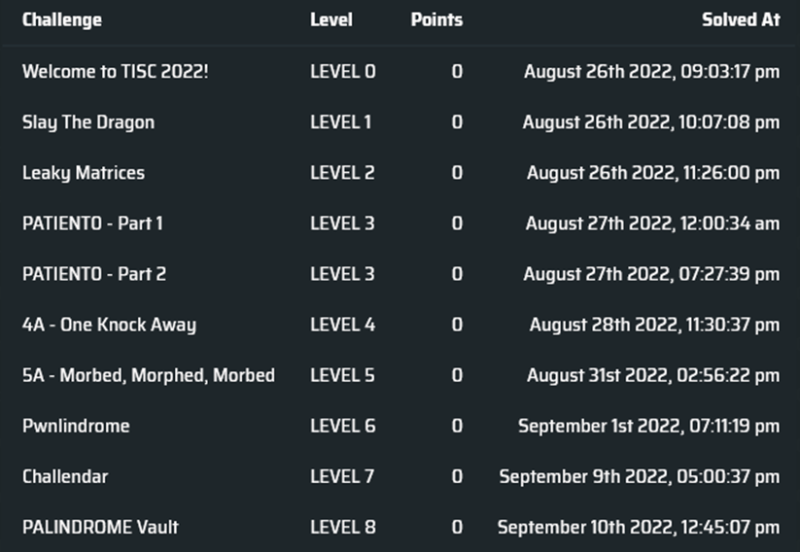 Challenge Level Points Solved At
Welcome to TISC 2022! LEVEL 0 0 August 26th 2022, 09:03:17 pm
Slay The Dragon LEVEL 1 0 August 26th 2022, 10:07:08 pm
Leaky Matrices LEVEL 2 0 August 26th 2022, 11:26:00 pm
PATIENT0 - Part 1 LEVEL 3 0 August 27th 2022, 12:00:34 am
PATIENT0 - Part 2 LEVEL 3 0 August 27th 2022, 07:27:39 pm
4A - One Knock Away LEVEL 4 0 August 28th 2022, 11:30:37 pm
5A - Morbed, Morphed, Morbed LEVEL 5 0 August 31st 2022, 02:56:22 pm
Pwnlindrome LEVEL 6 0 September 1st 2022, 07:11:19 pm
Challendar LEVEL 7 0 September 9th 2022, 05:00:37 pm
PALINDROME Vault LEVEL 8 0 September 10th 2022, 12:45:07 pm